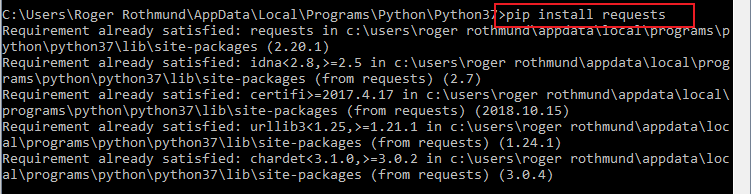 C:\Users\Roger Rothmund\AppData\Local\Programs\Python\Python37>pip install requests
Requirement already satisfied: requests in c:\users\roger rothmund\appdata\local\programs\p
ython\python37\lib\site-packages (2.20.1)
Requirement already satisfied: idna<2.8,>=2.5 in c:\users\roger rothmund\appdata\local\prog
rams\python\python37\lib\site-packages (from requests) (2.7)
Requirement already satisfied: certifi>=2017.4.17 in c:\users\roger rothmund\appdata\local\
programs\python\python37\lib\site-packages (from requests) (2018.10.15)
Requirement already satisfied: urllib3<1.25,>=1.21.1 in c:\users\roger rothmund\appdata\loc
al\programs\python\python37\lib\site-packages (from requests) (1.24.1)
Requirement already satisfied: chardet<3.1.0,>=3.0.2 in c:\users\roger rothmund\appdata\loc
al\programs\python\python37\lib\site-packages (from requests) (3.0.4)